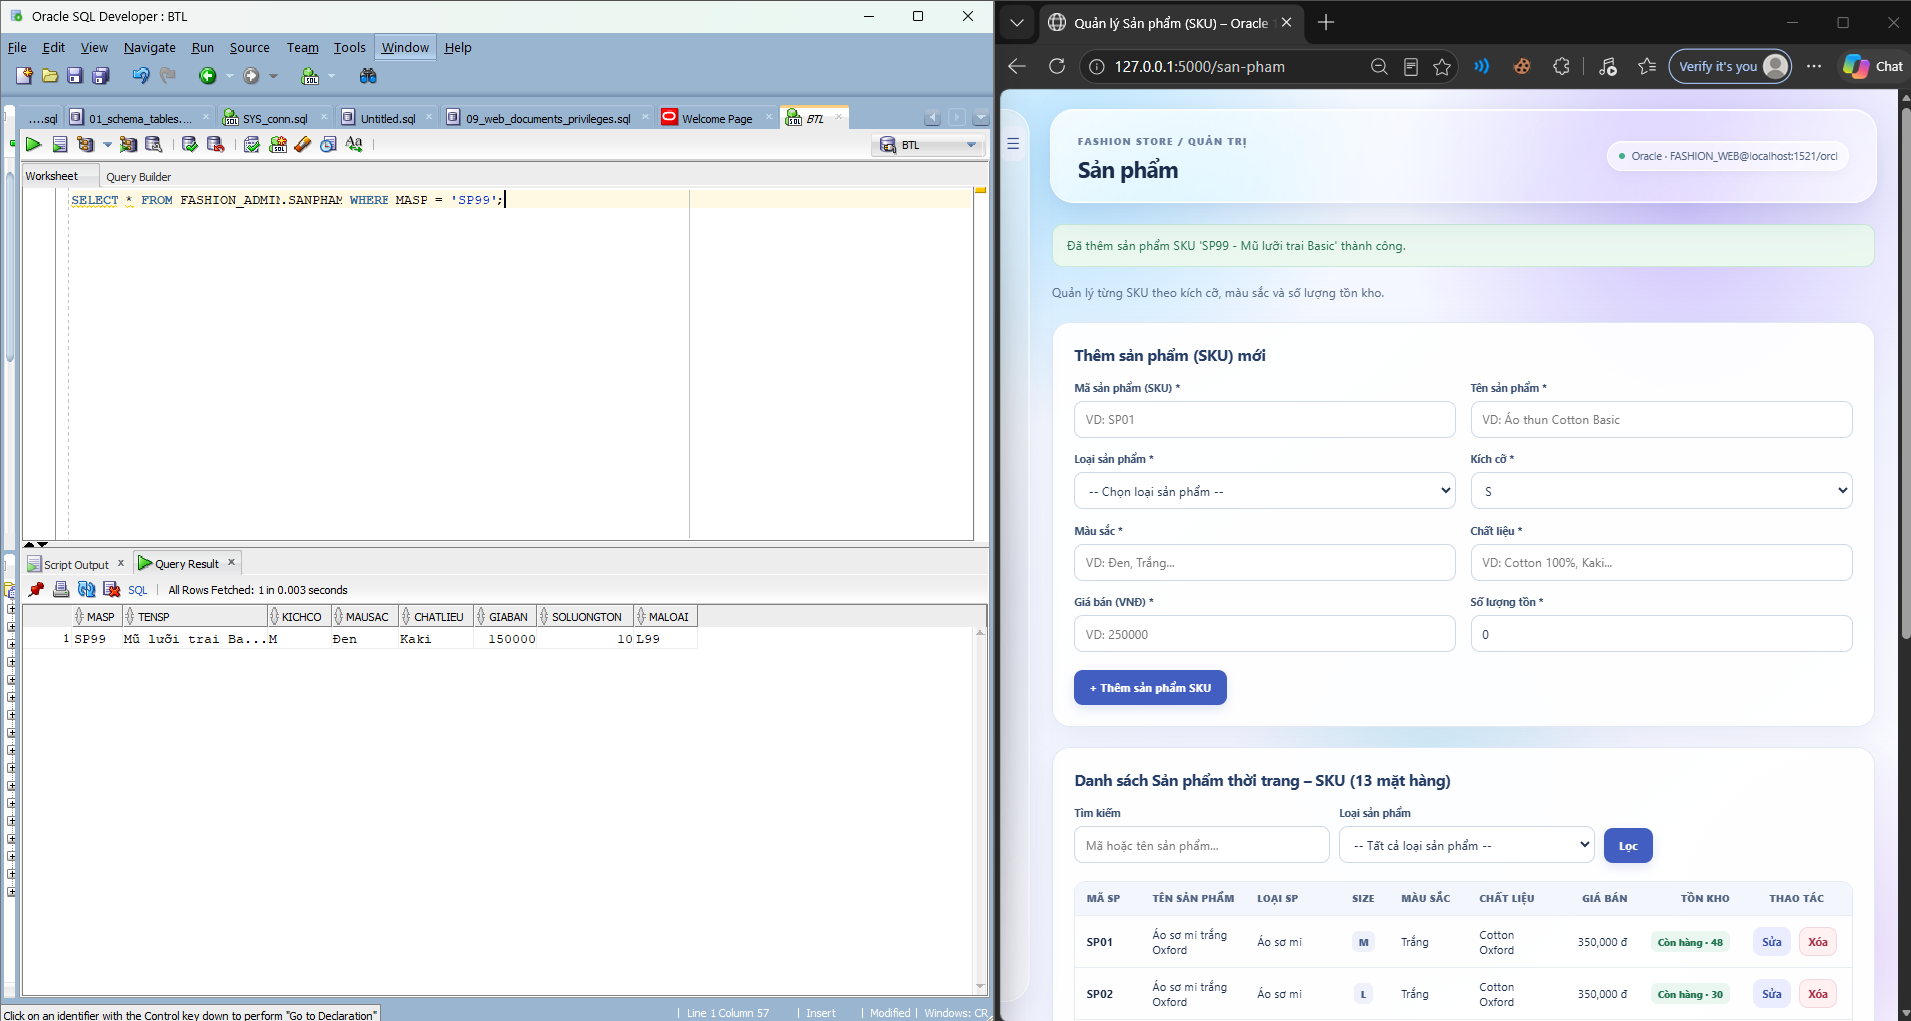 Oracle SQL Developer : BTL
File Edit View Navigate Run Source Team Tools Window Help
....sql
01_schema_tables....
SYS_conn.sql
Untitled.sql
09_web_documents_privileges.sql
Welcome Page
BTL
BTL
Worksheet Query Builder
SELECT * FROM FASHION_ADMIN.SANPHAM WHERE MASP = 'SP99';
Script Output
Query Result
SQL
All Rows Fetched: 1 in 0.003 seconds
MASP TENSP KICHCO MAUSAC CHATLIEU GIABAN SOLUONGTON MALOAI
1 SP99 Mũ lưỡi trai Ba... M Đen Kaki 150000 10 L99
Click on an identifier with the Control key down to perform "Go to Declaration"
Line 1 Column 57
Insert
Modified
Windows: CR
Quản lý Sản phẩm (SKU) – Oracle
127.0.0.1:5000/san-pham
Verify it's you
Chat
FASHION STORE / QUẢN TRỊ
Sản phẩm
Oracle · FASHION_WEB@localhost:1521/orcl
Đã thêm sản phẩm SKU 'SP99 - Mũ lưỡi trai Basic' thành công.
Quản lý từng SKU theo kích cỡ, màu sắc và số lượng tồn kho.
Thêm sản phẩm (SKU) mới
Mã sản phẩm (SKU) * Tên sản phẩm *
VD: SP01 VD: Áo thun Cotton Basic
Loại sản phẩm * Kích cỡ *
-- Chọn loại sản phẩm -- S
Màu sắc * Chất liệu *
VD: Đen, Trắng... VD: Cotton 100%, Kaki...
Giá bán (VNĐ) * Số lượng tồn *
VD: 250000 0
+ Thêm sản phẩm SKU
Danh sách Sản phẩm thời trang – SKU (13 mặt hàng)
Tìm kiếm Loại sản phẩm
Mã hoặc tên sản phẩm... -- Tất cả loại sản phẩm -- Lọc
MÃ SP TÊN SẢN PHẨM LOẠI SP SIZE MÀU SẮC CHẤT LIỆU GIÁ BÁN TỒN KHO THAO TÁC
SP01 Áo sơ mi trắng Oxford Áo sơ mi M Trắng Cotton Oxford 350,000 đ Còn hàng · 48 Sửa Xóa
SP02 Áo sơ mi trắng Oxford Áo sơ mi L Trắng Cotton Oxford 350,000 đ Còn hàng · 30 Sửa Xóa